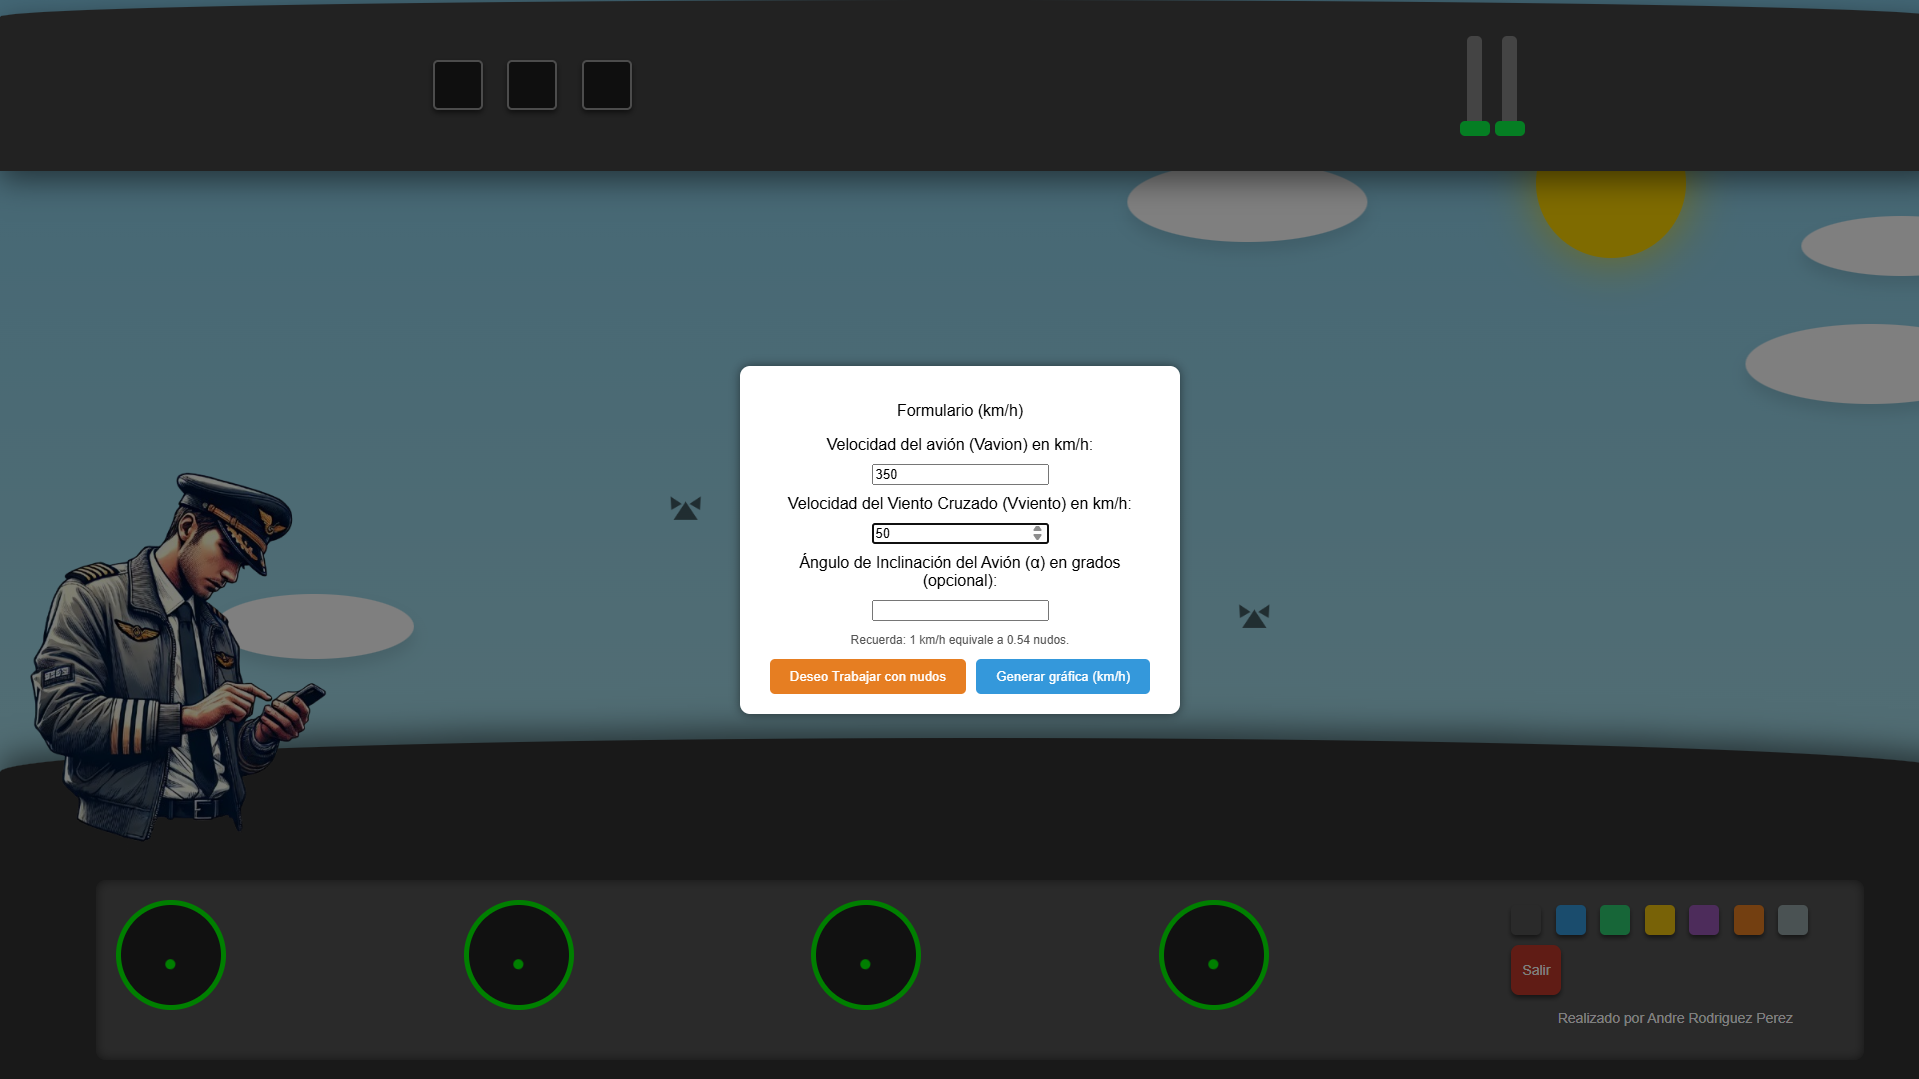 Formulario (km/h)
Velocidad del avión (Vavion) en km/h:
350
Velocidad del Viento Cruzado (Vviento) en km/h:
50
Ángulo de Inclinación del Avión (α) en grados
(opcional):
Recuerda: 1 km/h equivale a 0.54 nudos.
Deseo Trabajar con nudos
Generar gráfica (km/h)
Salir
Realizado por Andre Rodriguez Perez